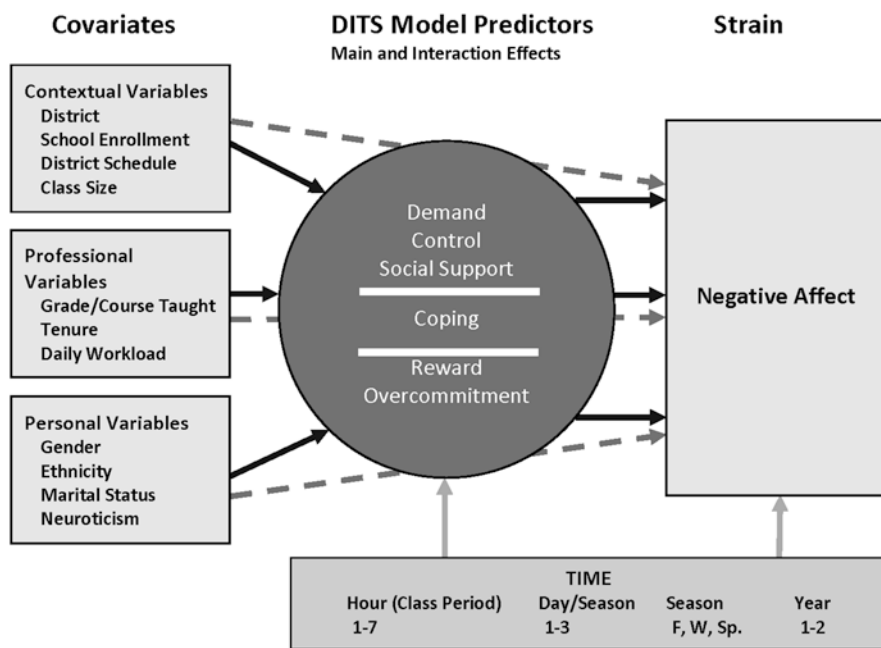 Covariates
DITS Model Predictors
Main and Interaction Effects
Strain
Contextual Variables
District
School Enrollment
District Schedule
Class Size
Professional
Variables
Grade/Course Taught
Tenure
Daily Workload
Personal Variables
Gender
Ethnicity
Marital Status
Neuroticism
Demand
Control
Social Support
Coping
Reward
Overcommitment
Negative Affect
TIME
Hour (Class Period) Day/Season Season Year
1-7 1-3 F, W, Sp. 1-2